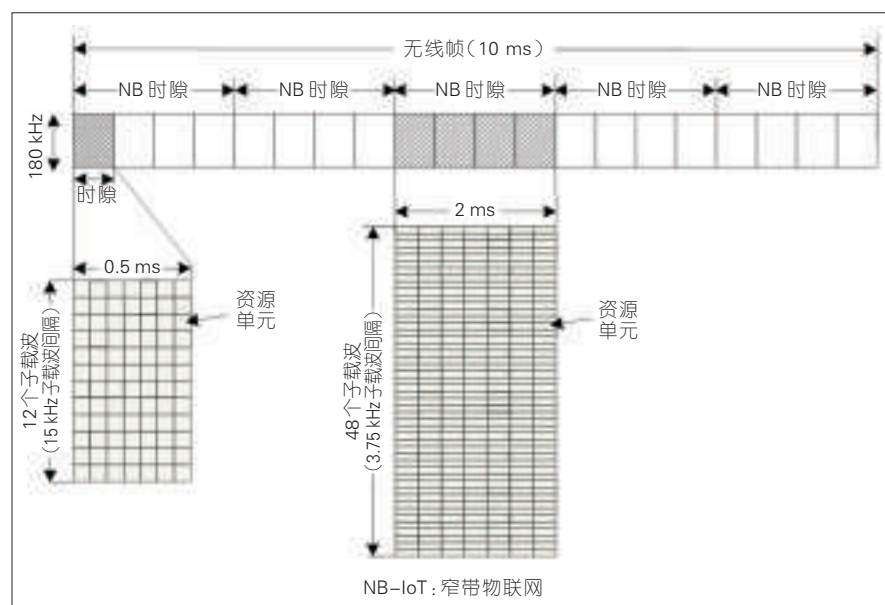 无线帧（10 ms）
NB 时隙 NB 时隙 NB 时隙 NB 时隙 NB 时隙
180 kHz
时隙
2 ms
0.5 ms
资源
单元
资源
单元
12个子载波
（15 kHz子载波间隔）
48个子载波
（3.75 kHz子载波间隔）
NB-IoT：窄带物联网